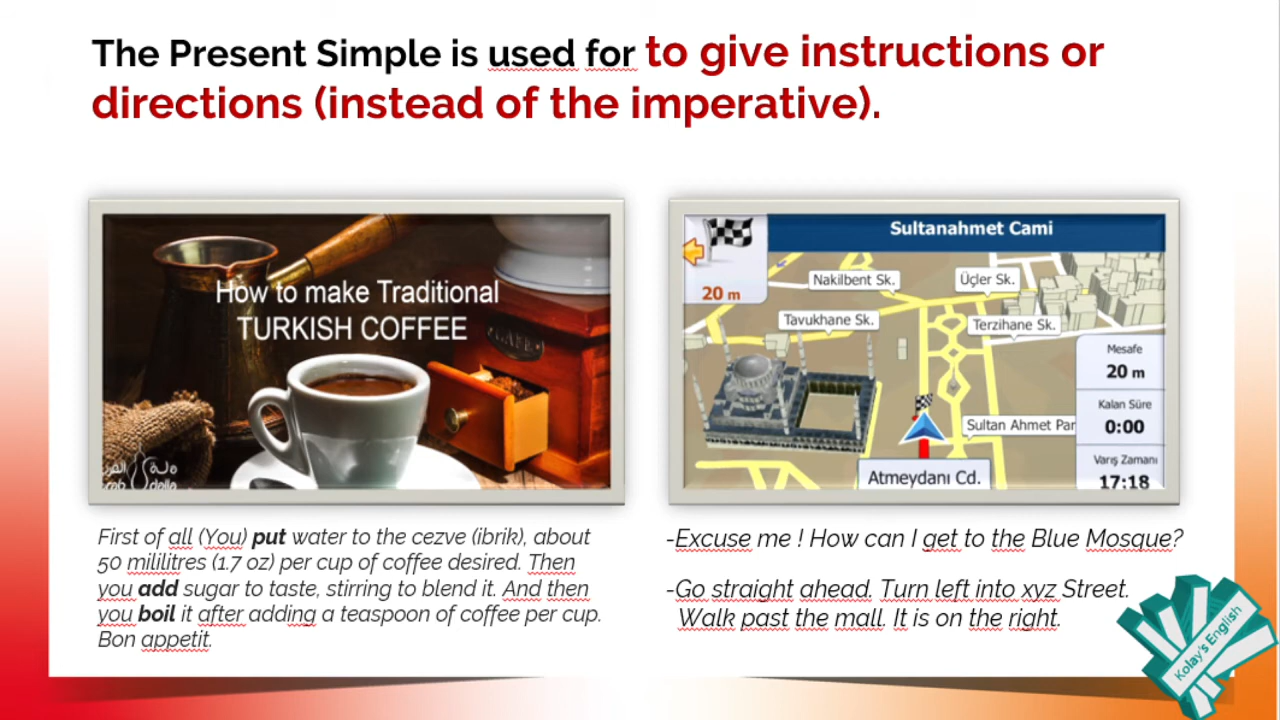 The Present Simple is used for to give instructions or
directions (instead of the imperative).
How to make Traditional
TURKISH COFFEE
First of all (You) put water to the cezve (ibrik), about
50 mililitres (1.7 oz) per cup of coffee desired. Then
you add sugar to taste, stirring to blend it. And then
you boil it after adding a teaspoon of coffee per cup.
Bon appetit.
Sultanahmet Cami
20 m
Nakilbent Sk.
Üçler Sk.
Tavukhane Sk.
Terzihane Sk.
Mesafe
20 m
Kalan Süre
0:00
Sultan Ahmet Par
Varış Zamanı
17:18
Atmeydanı Cd.
-Excuse me ! How can I get to the Blue Mosque?
-Go straight ahead. Turn left into xyz Street.
Walk past the mall. It is on the right.
Kolay's English